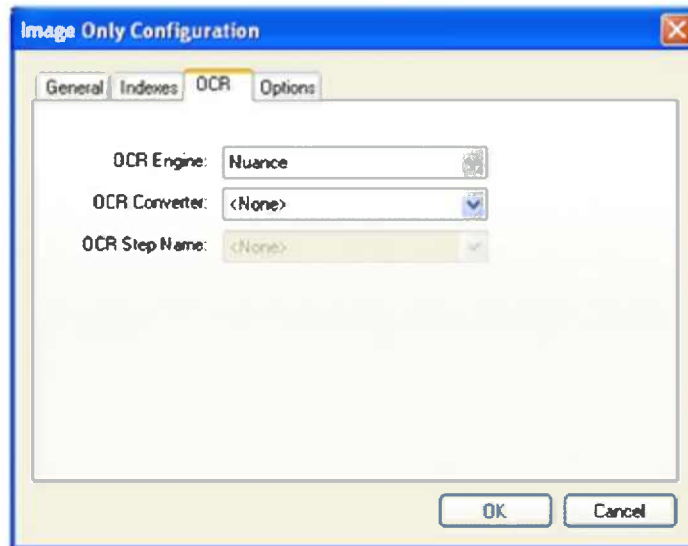 Image Only Configuration
General Indexes OCR Options
OCR Engine: Nuance
OCR Converter: <None>
OCR Step Name: <None>
OK Cancel